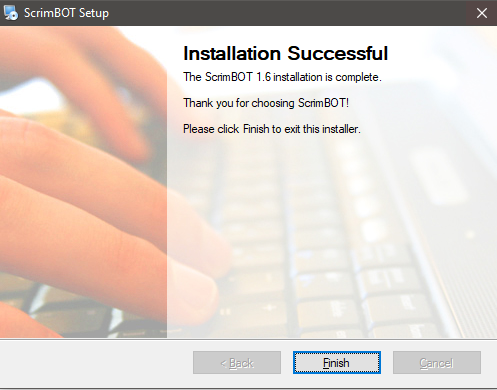 ScrimBOT Setup
Installation Successful
The ScrimBOT 1.6 installation is complete.
Thank you for choosing ScrimBOT!
Please click Finish to exit this installer.
< Back
Finish
Cancel